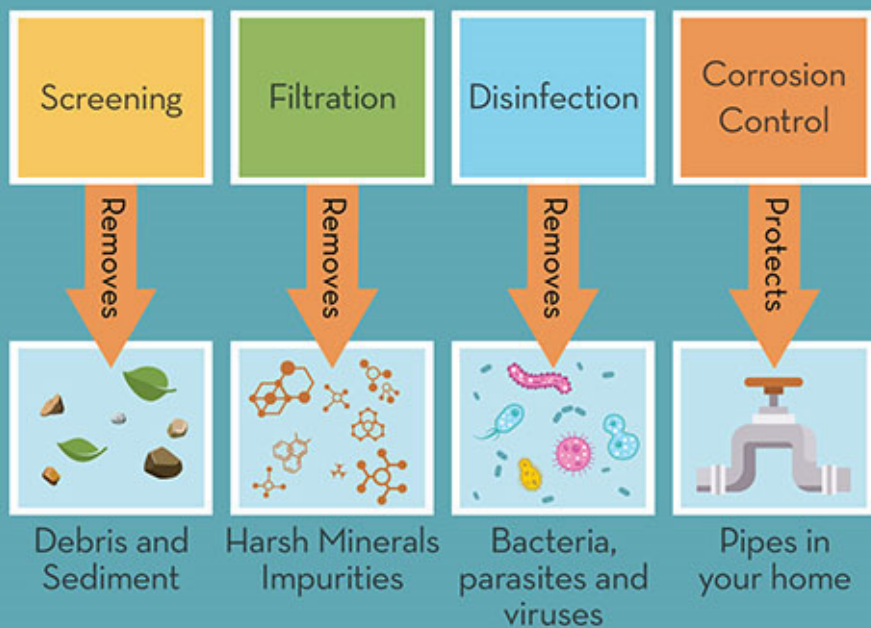 Screening
Filtration
Disinfection
Corrosion
Control
Removes
Removes
Removes
Protects
Debris and
Sediment
Harsh Minerals
Impurities
Bacteria,
parasites and
viruses
Pipes in
your home